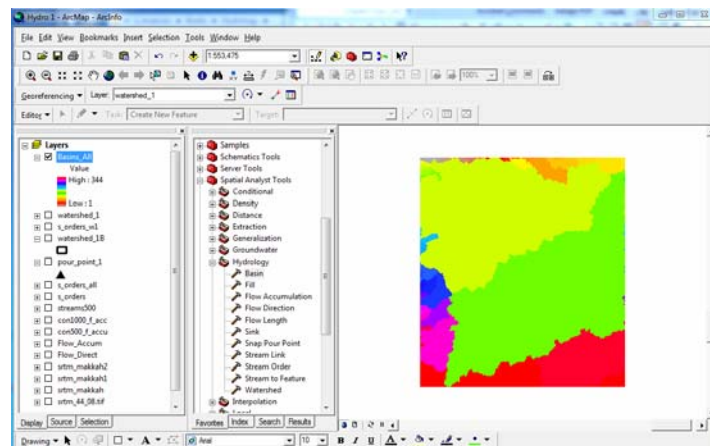 Hydro 1 - ArcMap - ArcInfo
File Edit View Bookmarks Insert Selection Tools Window Help
1:553,475
100%
Georeferencing Layer: watershed_1
Editor Task: Create New Feature Target:
Layers
Basins_All
Value
High : 344
Low : 1
watershed_1
s_orders_w1
watershed_1B
pour_point_1
s_orders_all
s_orders
streams500
con1000_f_acc
con500_f_accu
Flow_Accum
Flow_Direct
srtm_makkah2
srtm_makkah1
srtm_makkah
srtm_44_08.tif
Display Source Selection
Samples
Schematics Tools
Server Tools
Spatial Analyst Tools
Conditional
Density
Distance
Extraction
Generalization
Groundwater
Hydrology
Basin
Fill
Flow Accumulation
Flow Direction
Flow Length
Sink
Snap Pour Point
Stream Link
Stream Order
Stream to Feature
Watershed
Interpolation
Favorites Index Search Results
Drawing A Arial 10 B I U A